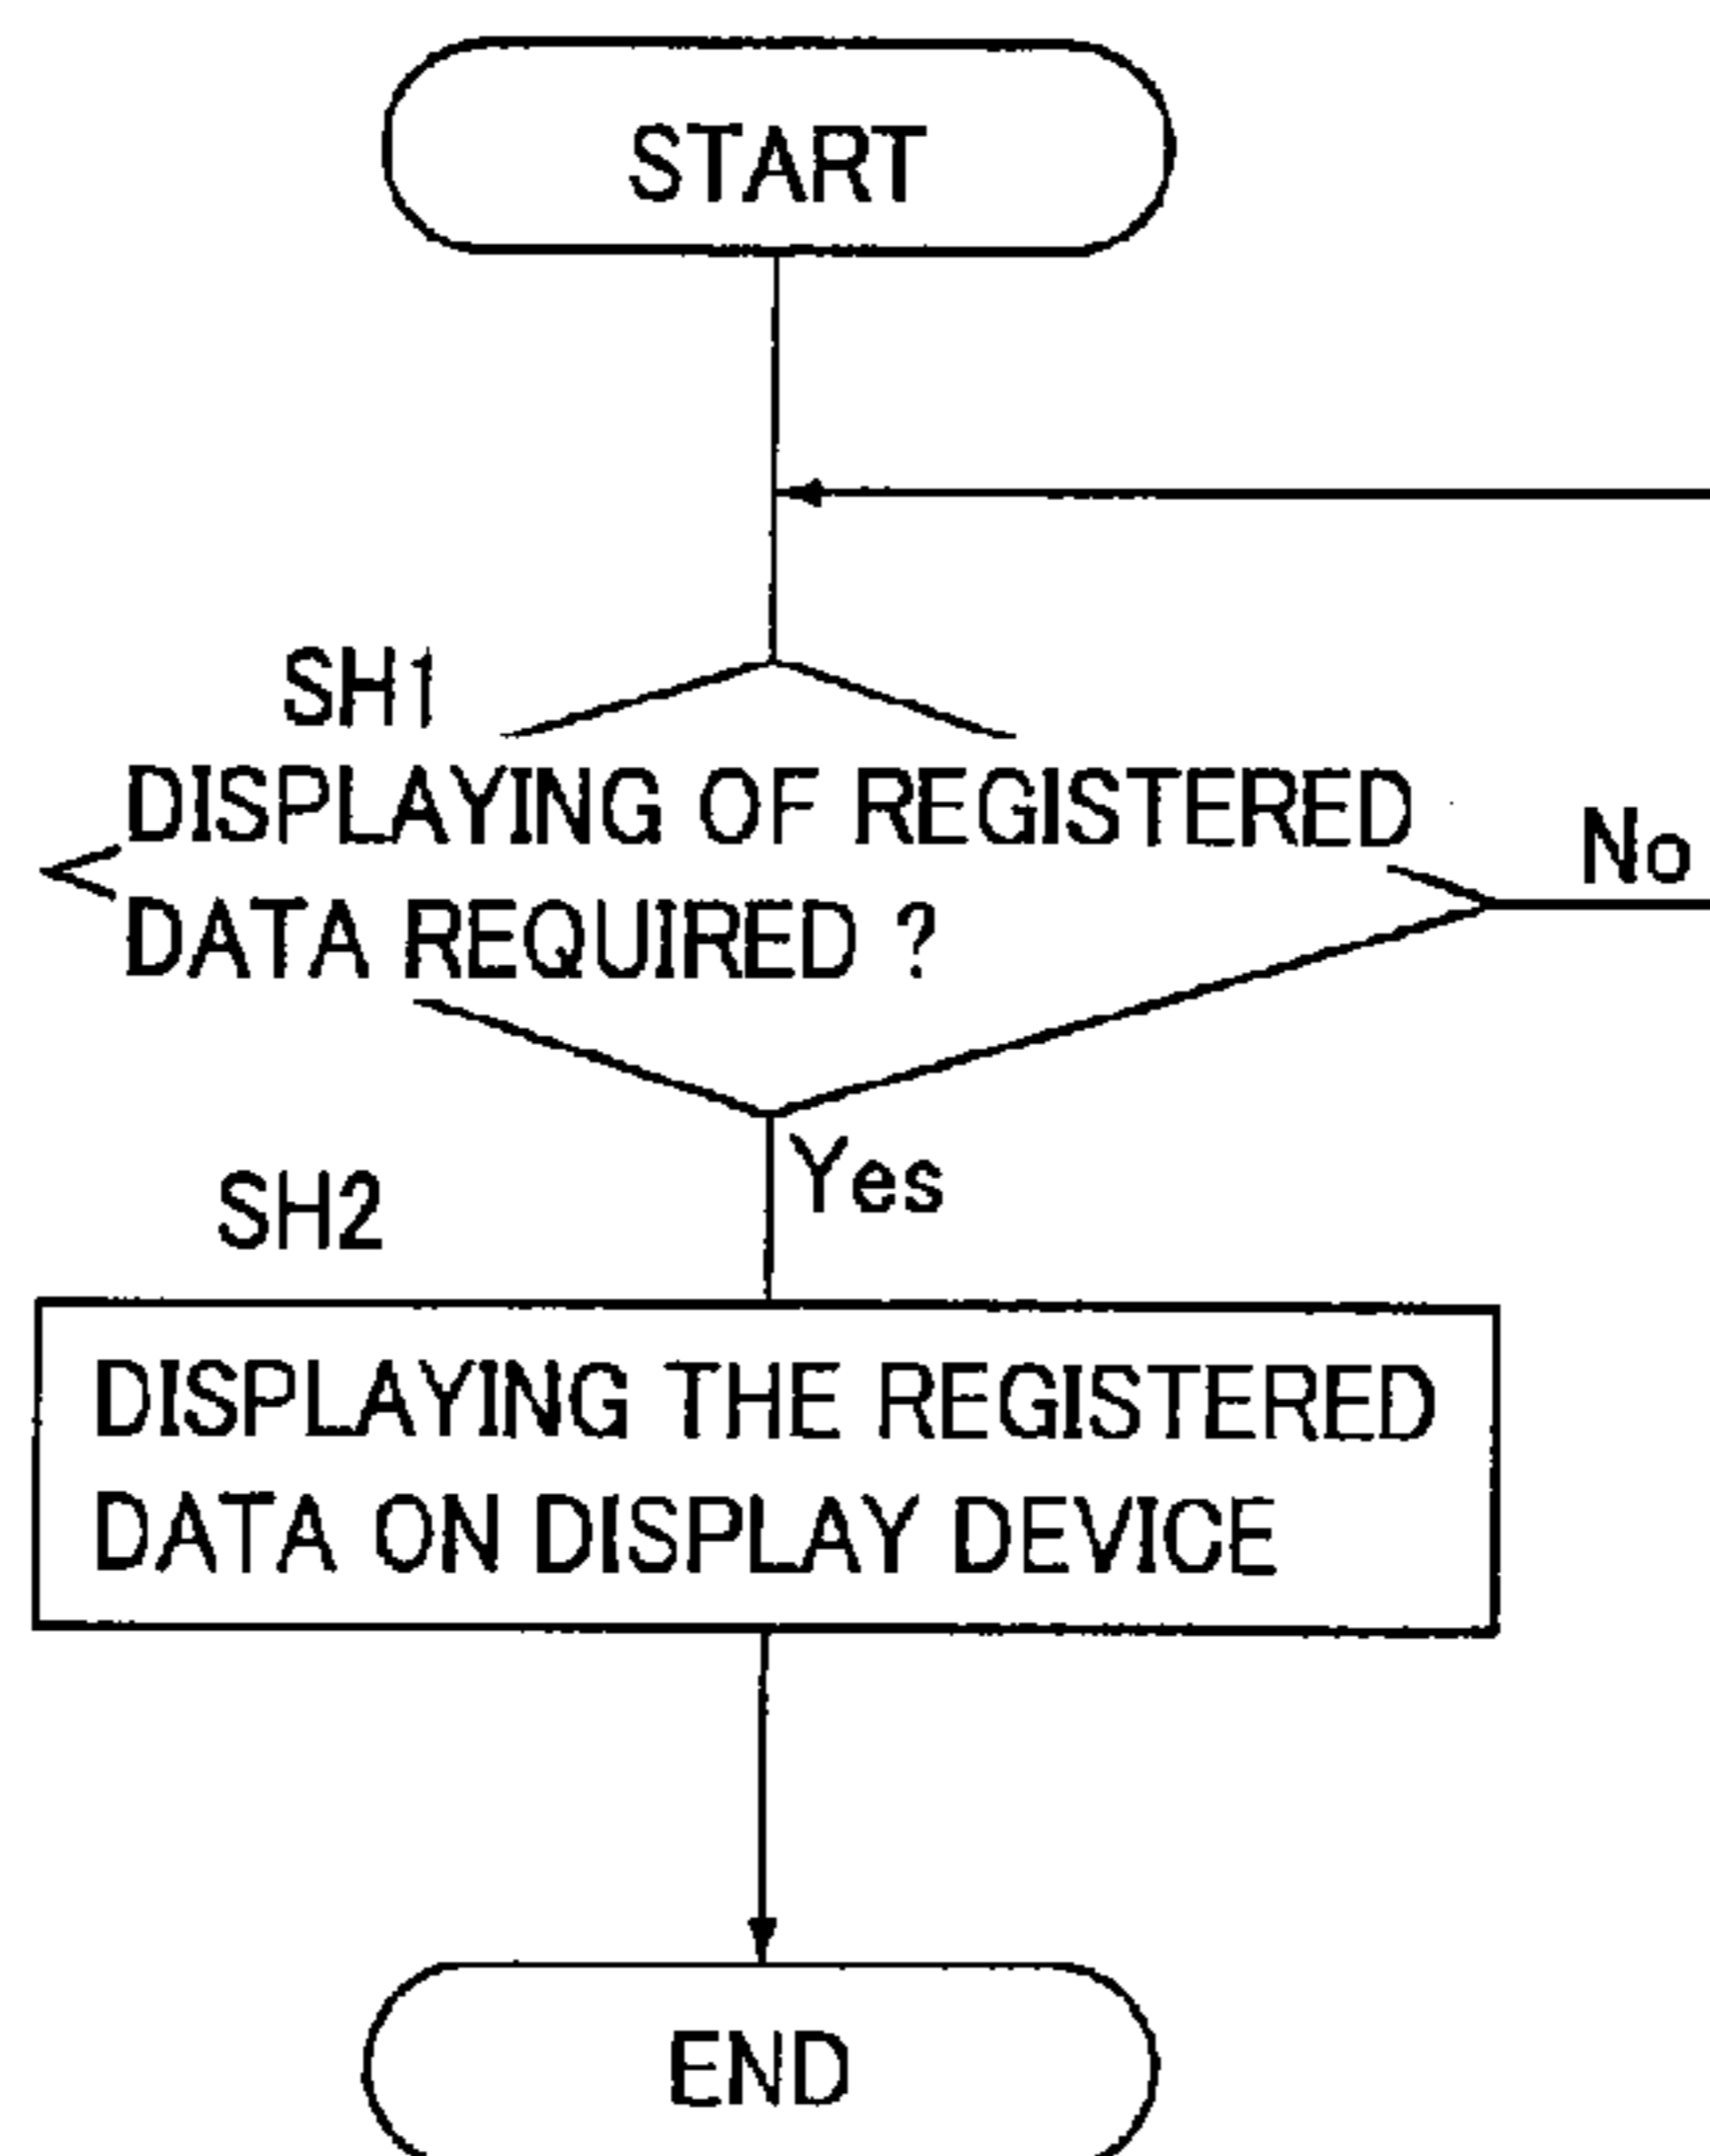 START
SH1
DISPLAYING OF REGISTERED
No
DATA REQUIRED ?
Yes
SH2
DISPLAYING THE REGISTERED
DATA ON DISPLAY DEVICE
END